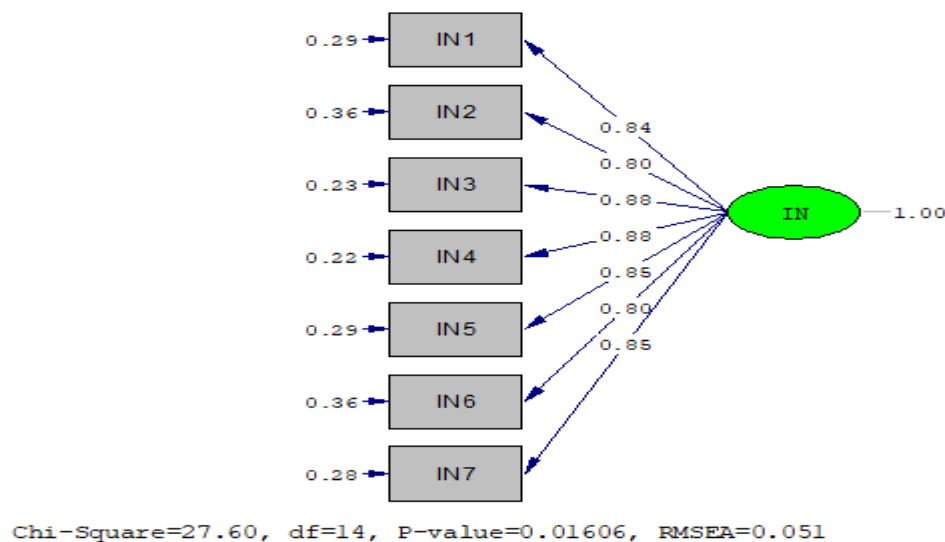 0.29 IN1
0.84
0.36 IN2
0.80
0.23 IN3
0.88
IN 1.00
0.88
0.22 IN4
0.85
0.29 IN5
0.80
0.85
0.36 IN6
0.28 IN7
Chi-Square=27.60, df=14, P-value=0.01606, RMSEA=0.051